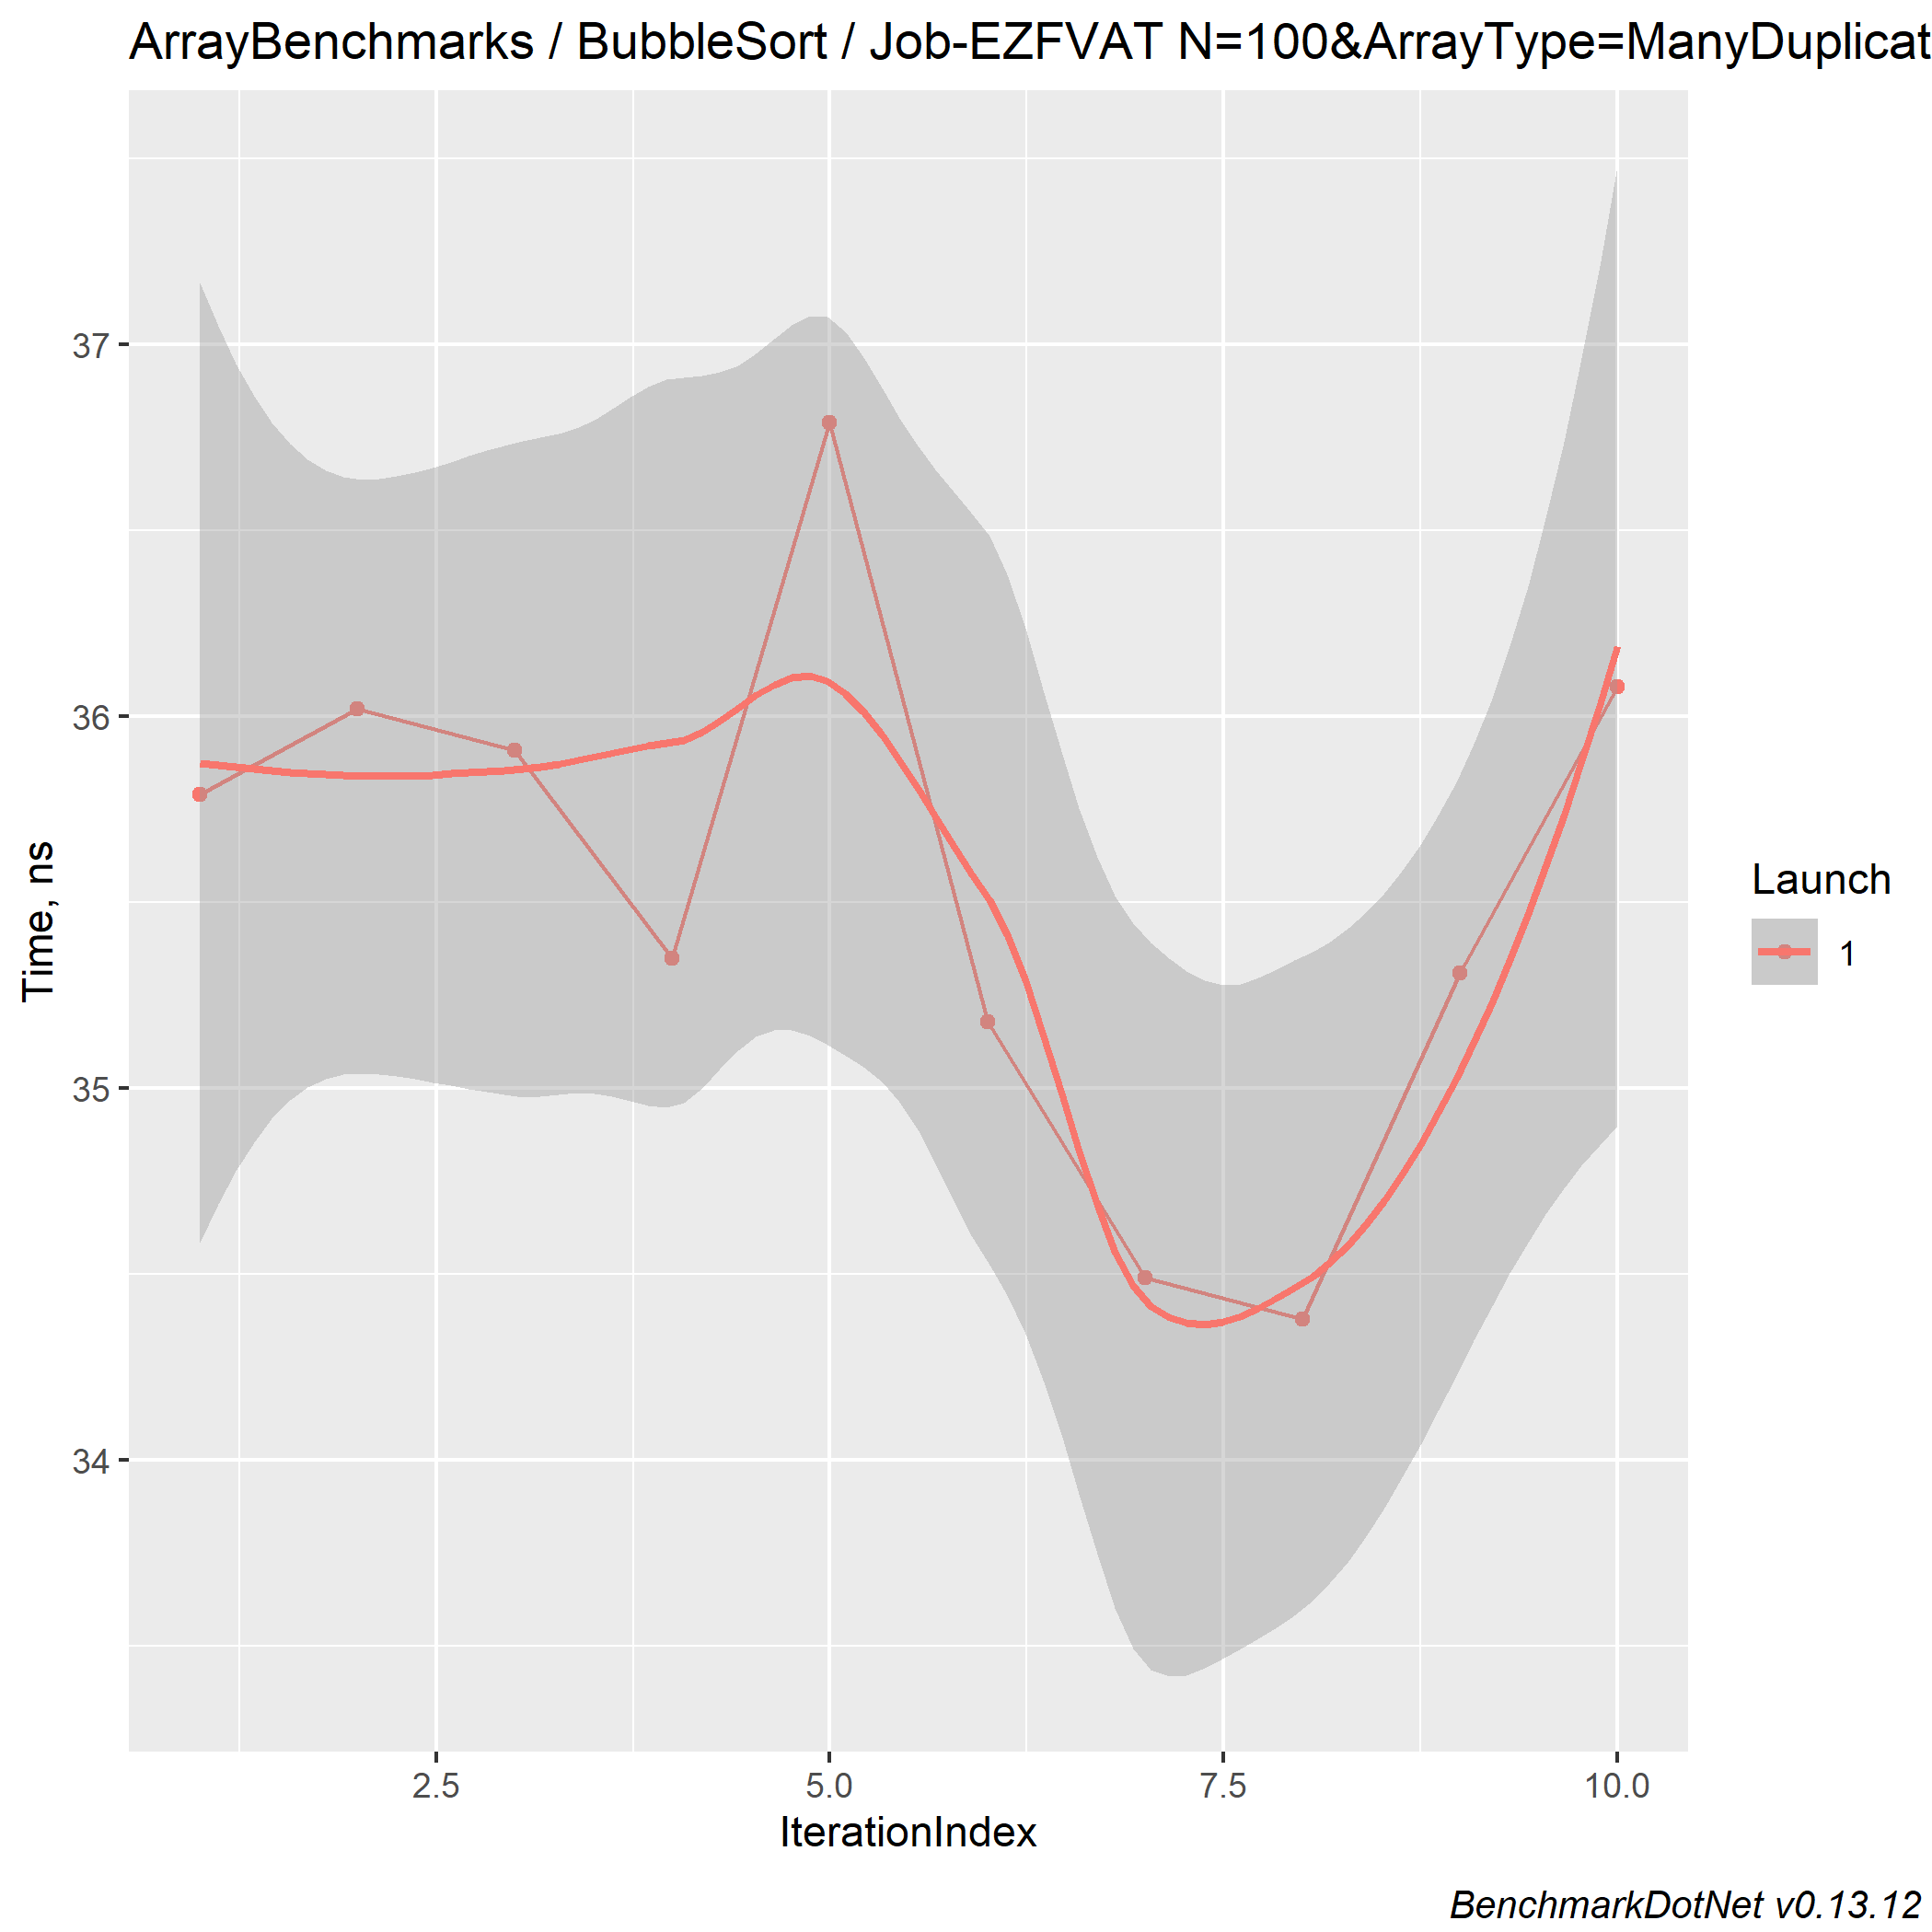 ArrayBenchmarks / BubbleSort / Job-EZFVAT N=100&ArrayType=ManyDuplicat
Time, ns
37
36
35
34
2.5 5.0 7.5 10.0
IterationIndex
Launch
1
BenchmarkDotNet v0.13.12